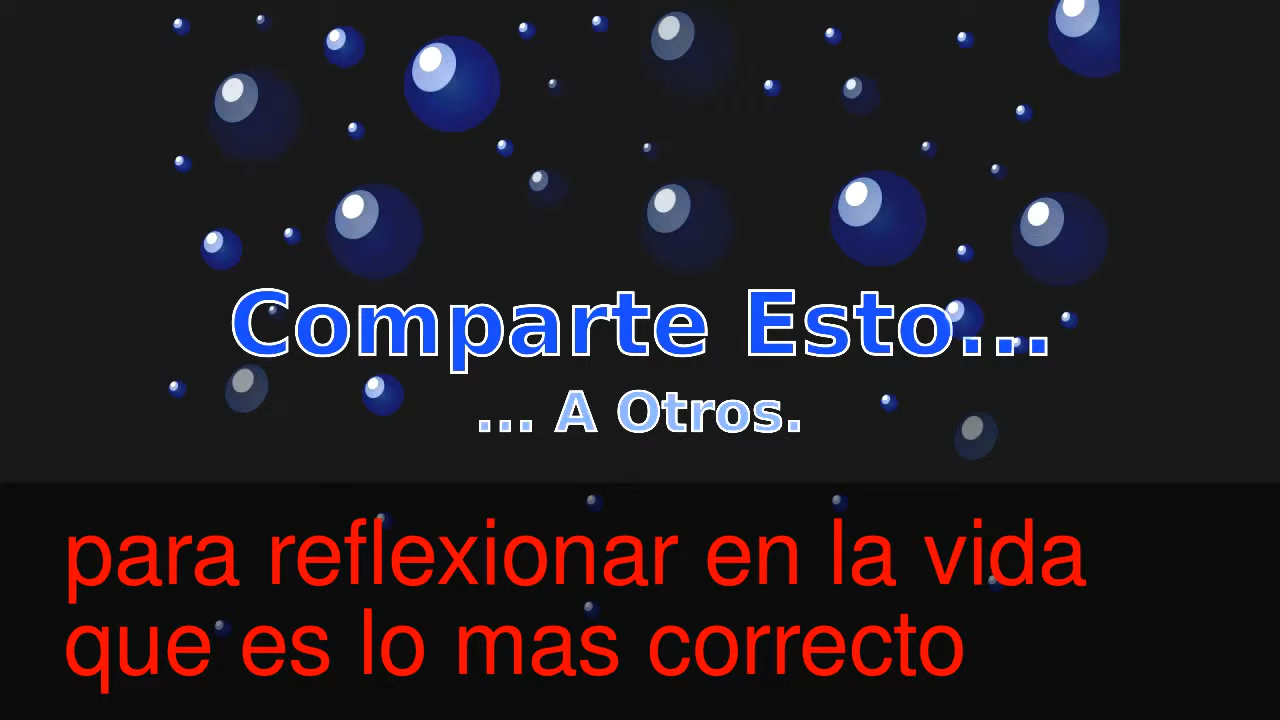 Comparte Esto...
... A Otros.
para reflexionar en la vida
que es lo mas correcto